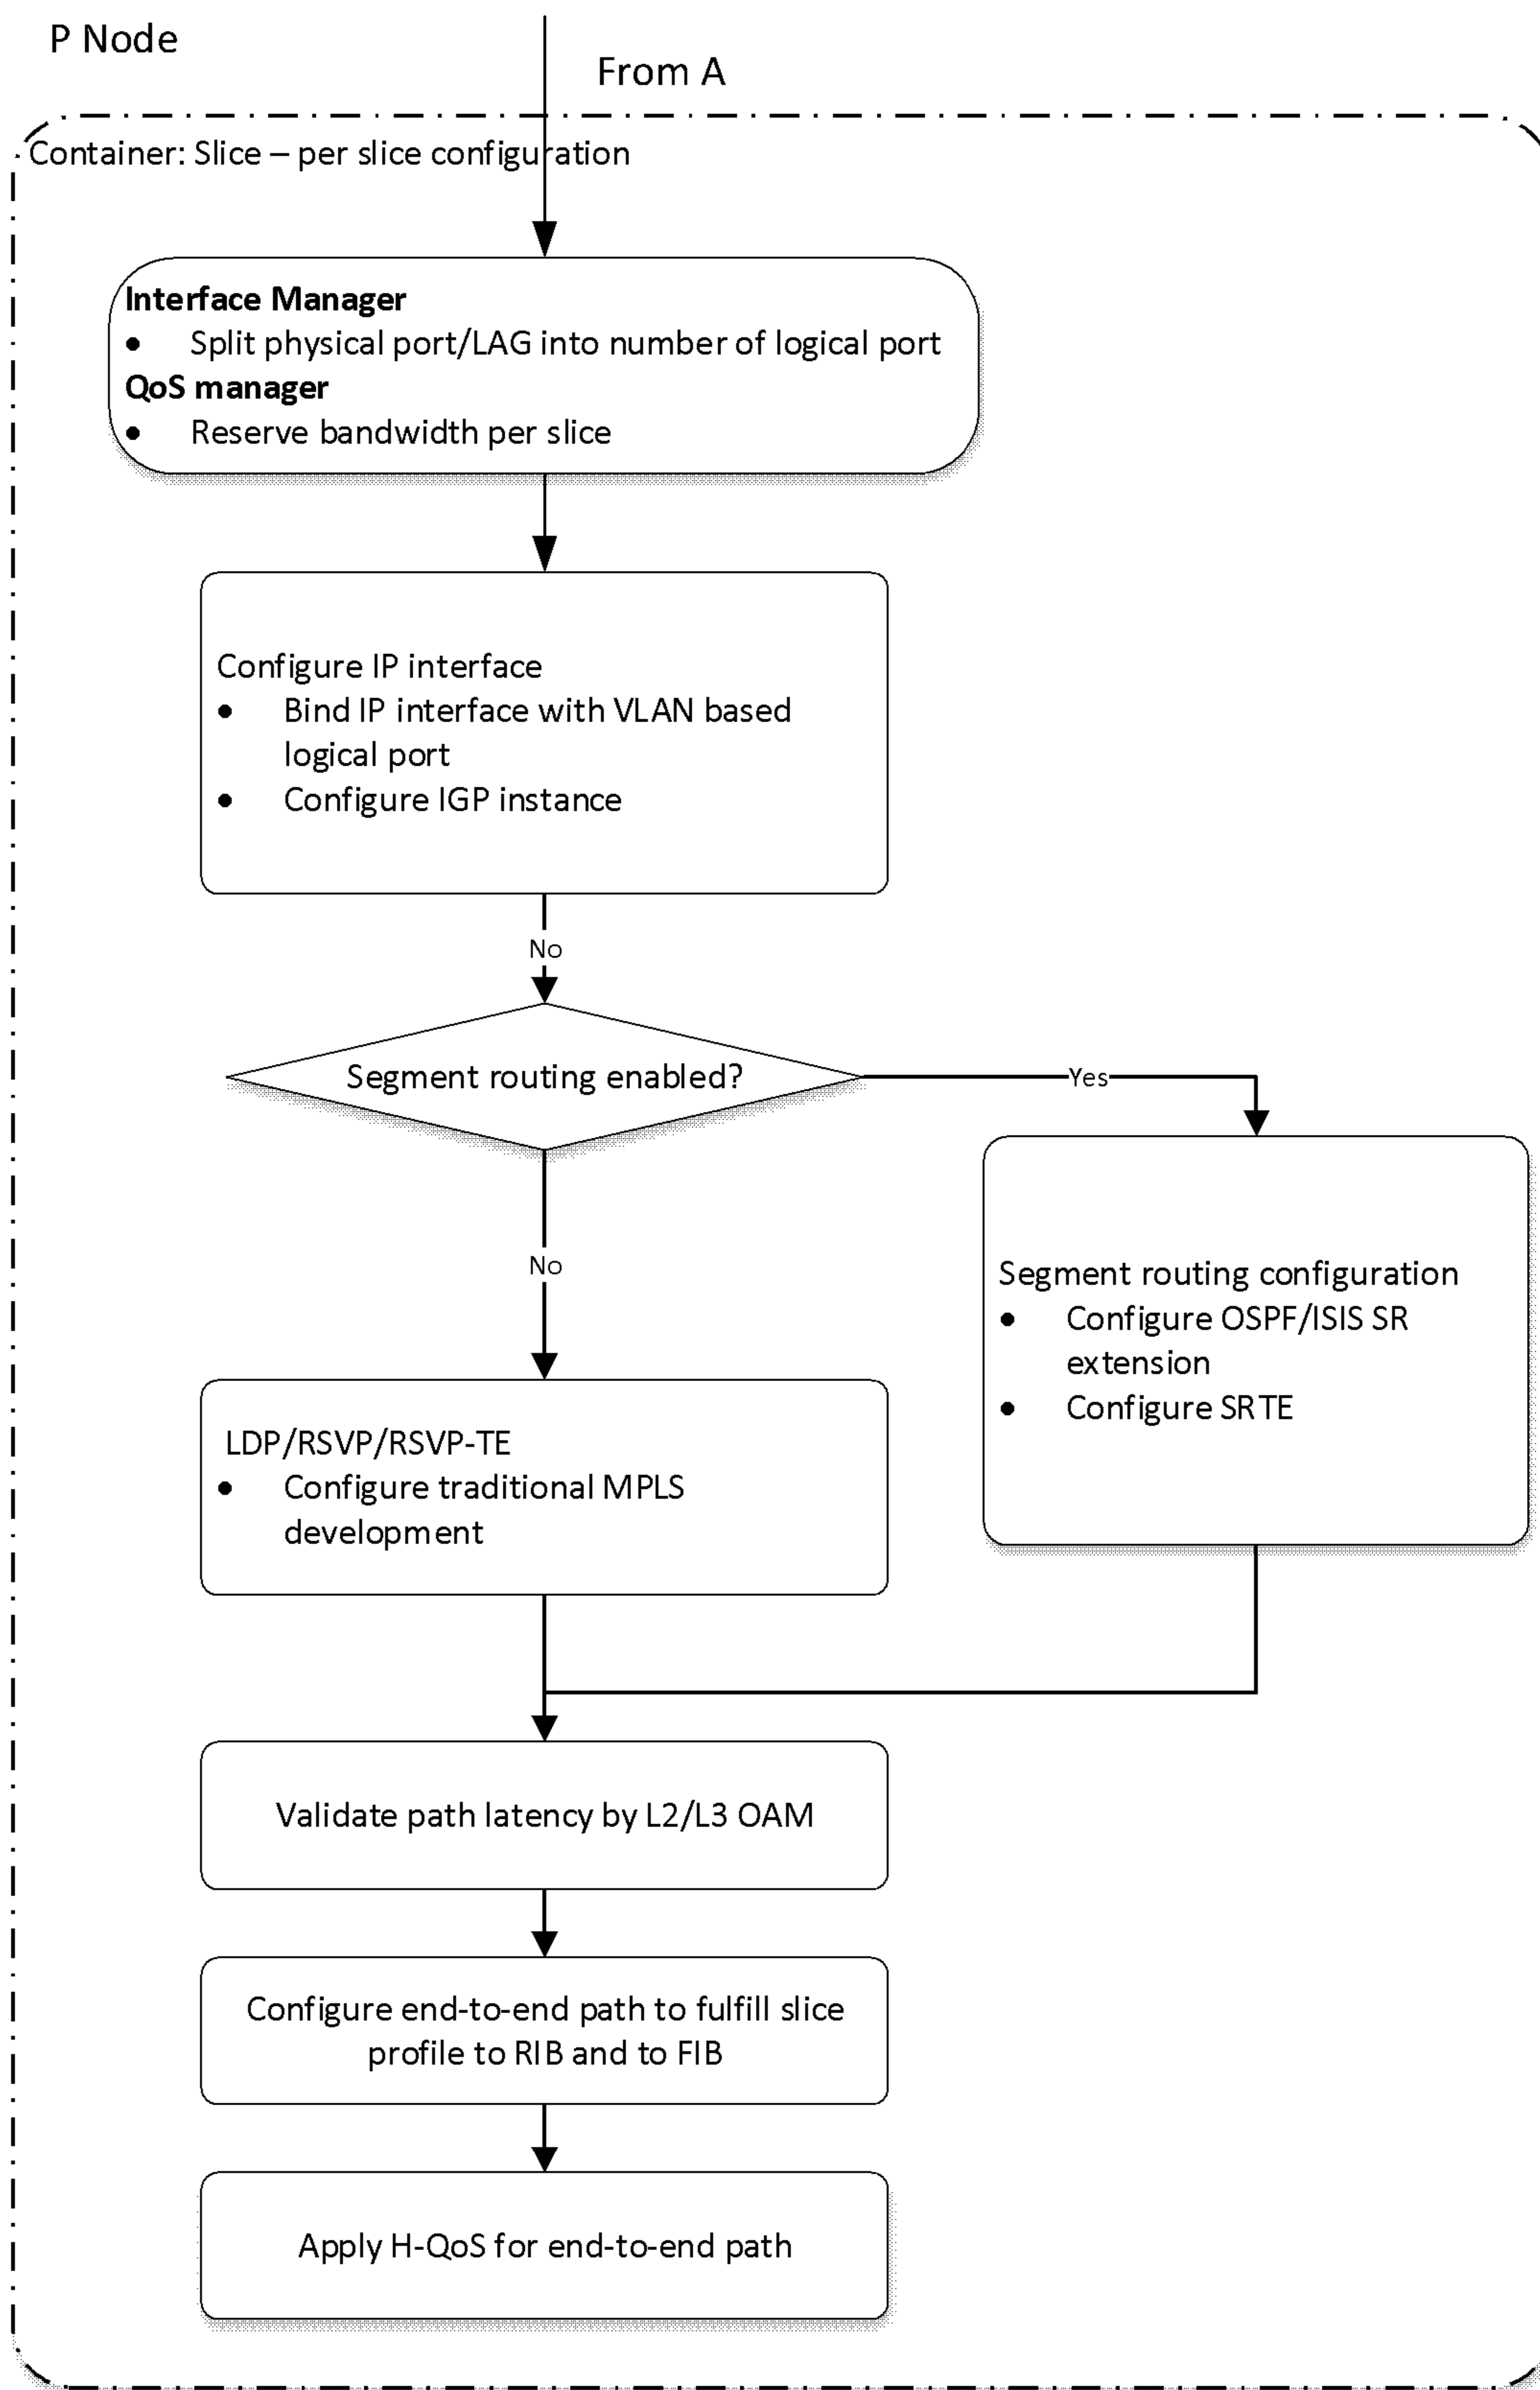 P Node
From A
Container: Slice – per slice configuration
Interface Manager
• Split physical port/LAG into number of logical port
QoS manager
• Reserve bandwidth per slice
Configure IP interface
• Bind IP interface with VLAN based
logical port
• Configure IGP instance
No
Segment routing enabled?
Yes
No
Segment routing configuration
• Configure OSPF/ISIS SR
extension
• Configure SRTE
LDP/RSVP/RSVP-TE
• Configure traditional MPLS
development
Validate path latency by L2/L3 OAM
Configure end-to-end path to fulfill slice
profile to RIB and to FIB
Apply H-QoS for end-to-end path